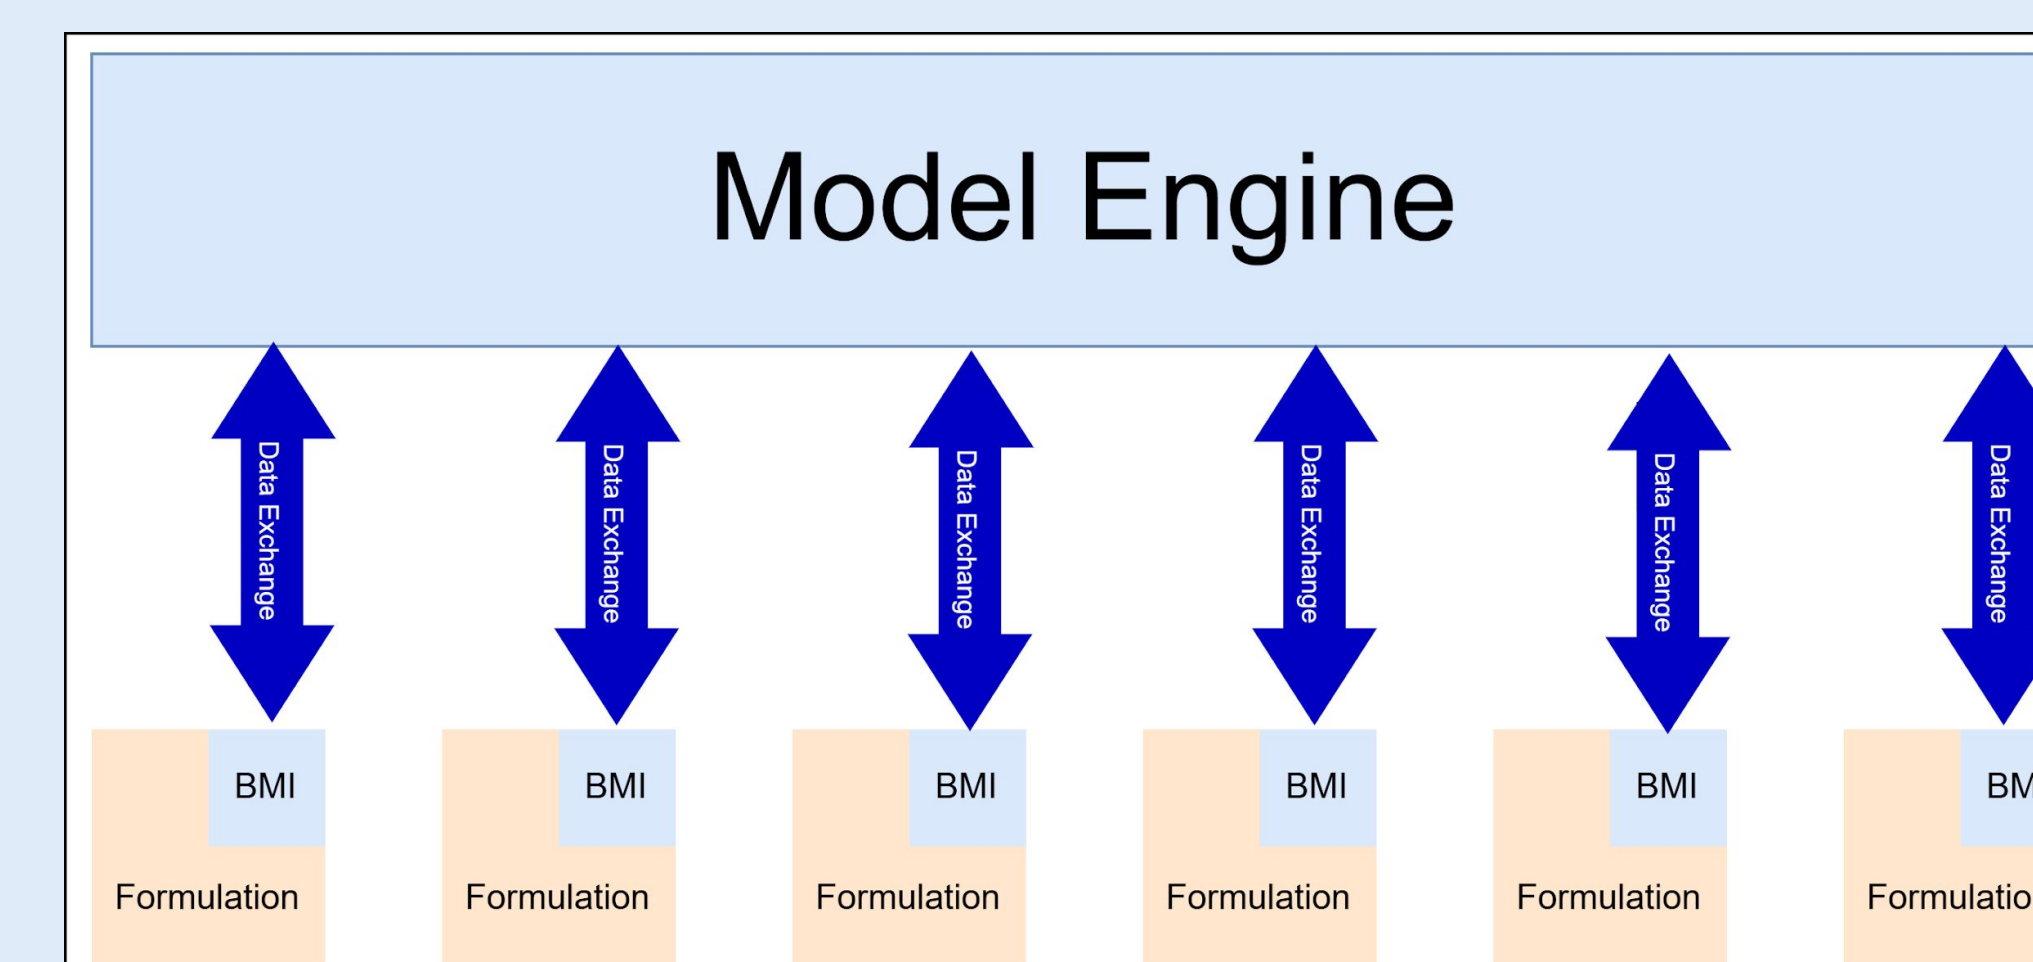 Model Engine
Data Exchange
Data Exchange
Data Exchange
Data Exchange
Data Exchange
Data Exchange
BMI
BMI
BMI
BMI
BMI
Formulation
Formulation
Formulation
Formulation
Formulation